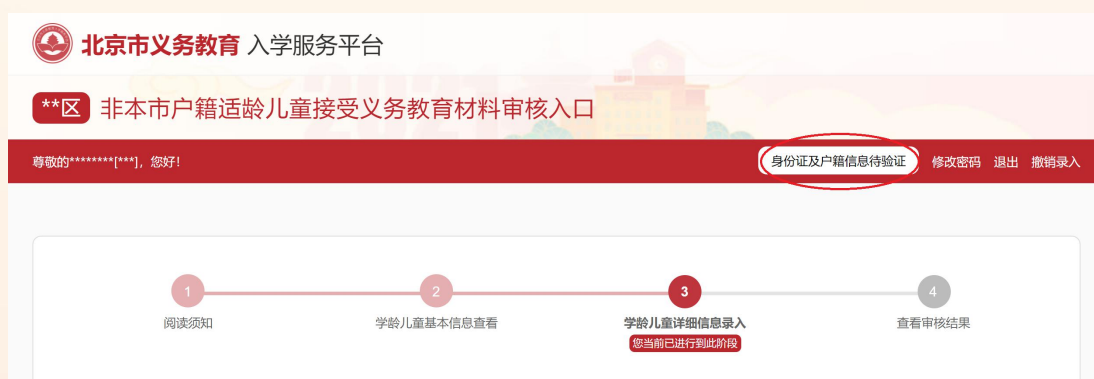 北京市义务教育 入学服务平台
**区 非本市户籍适龄儿童接受义务教育材料审核入口
尊敬的********[***]，您好！ 身份证及户籍信息待验证 修改密码 退出 撤销录入
1 2 3 4
阅读须知 学龄儿童基本信息查看 学龄儿童详细信息录入 查看审核结果
您当前已进行到此阶段